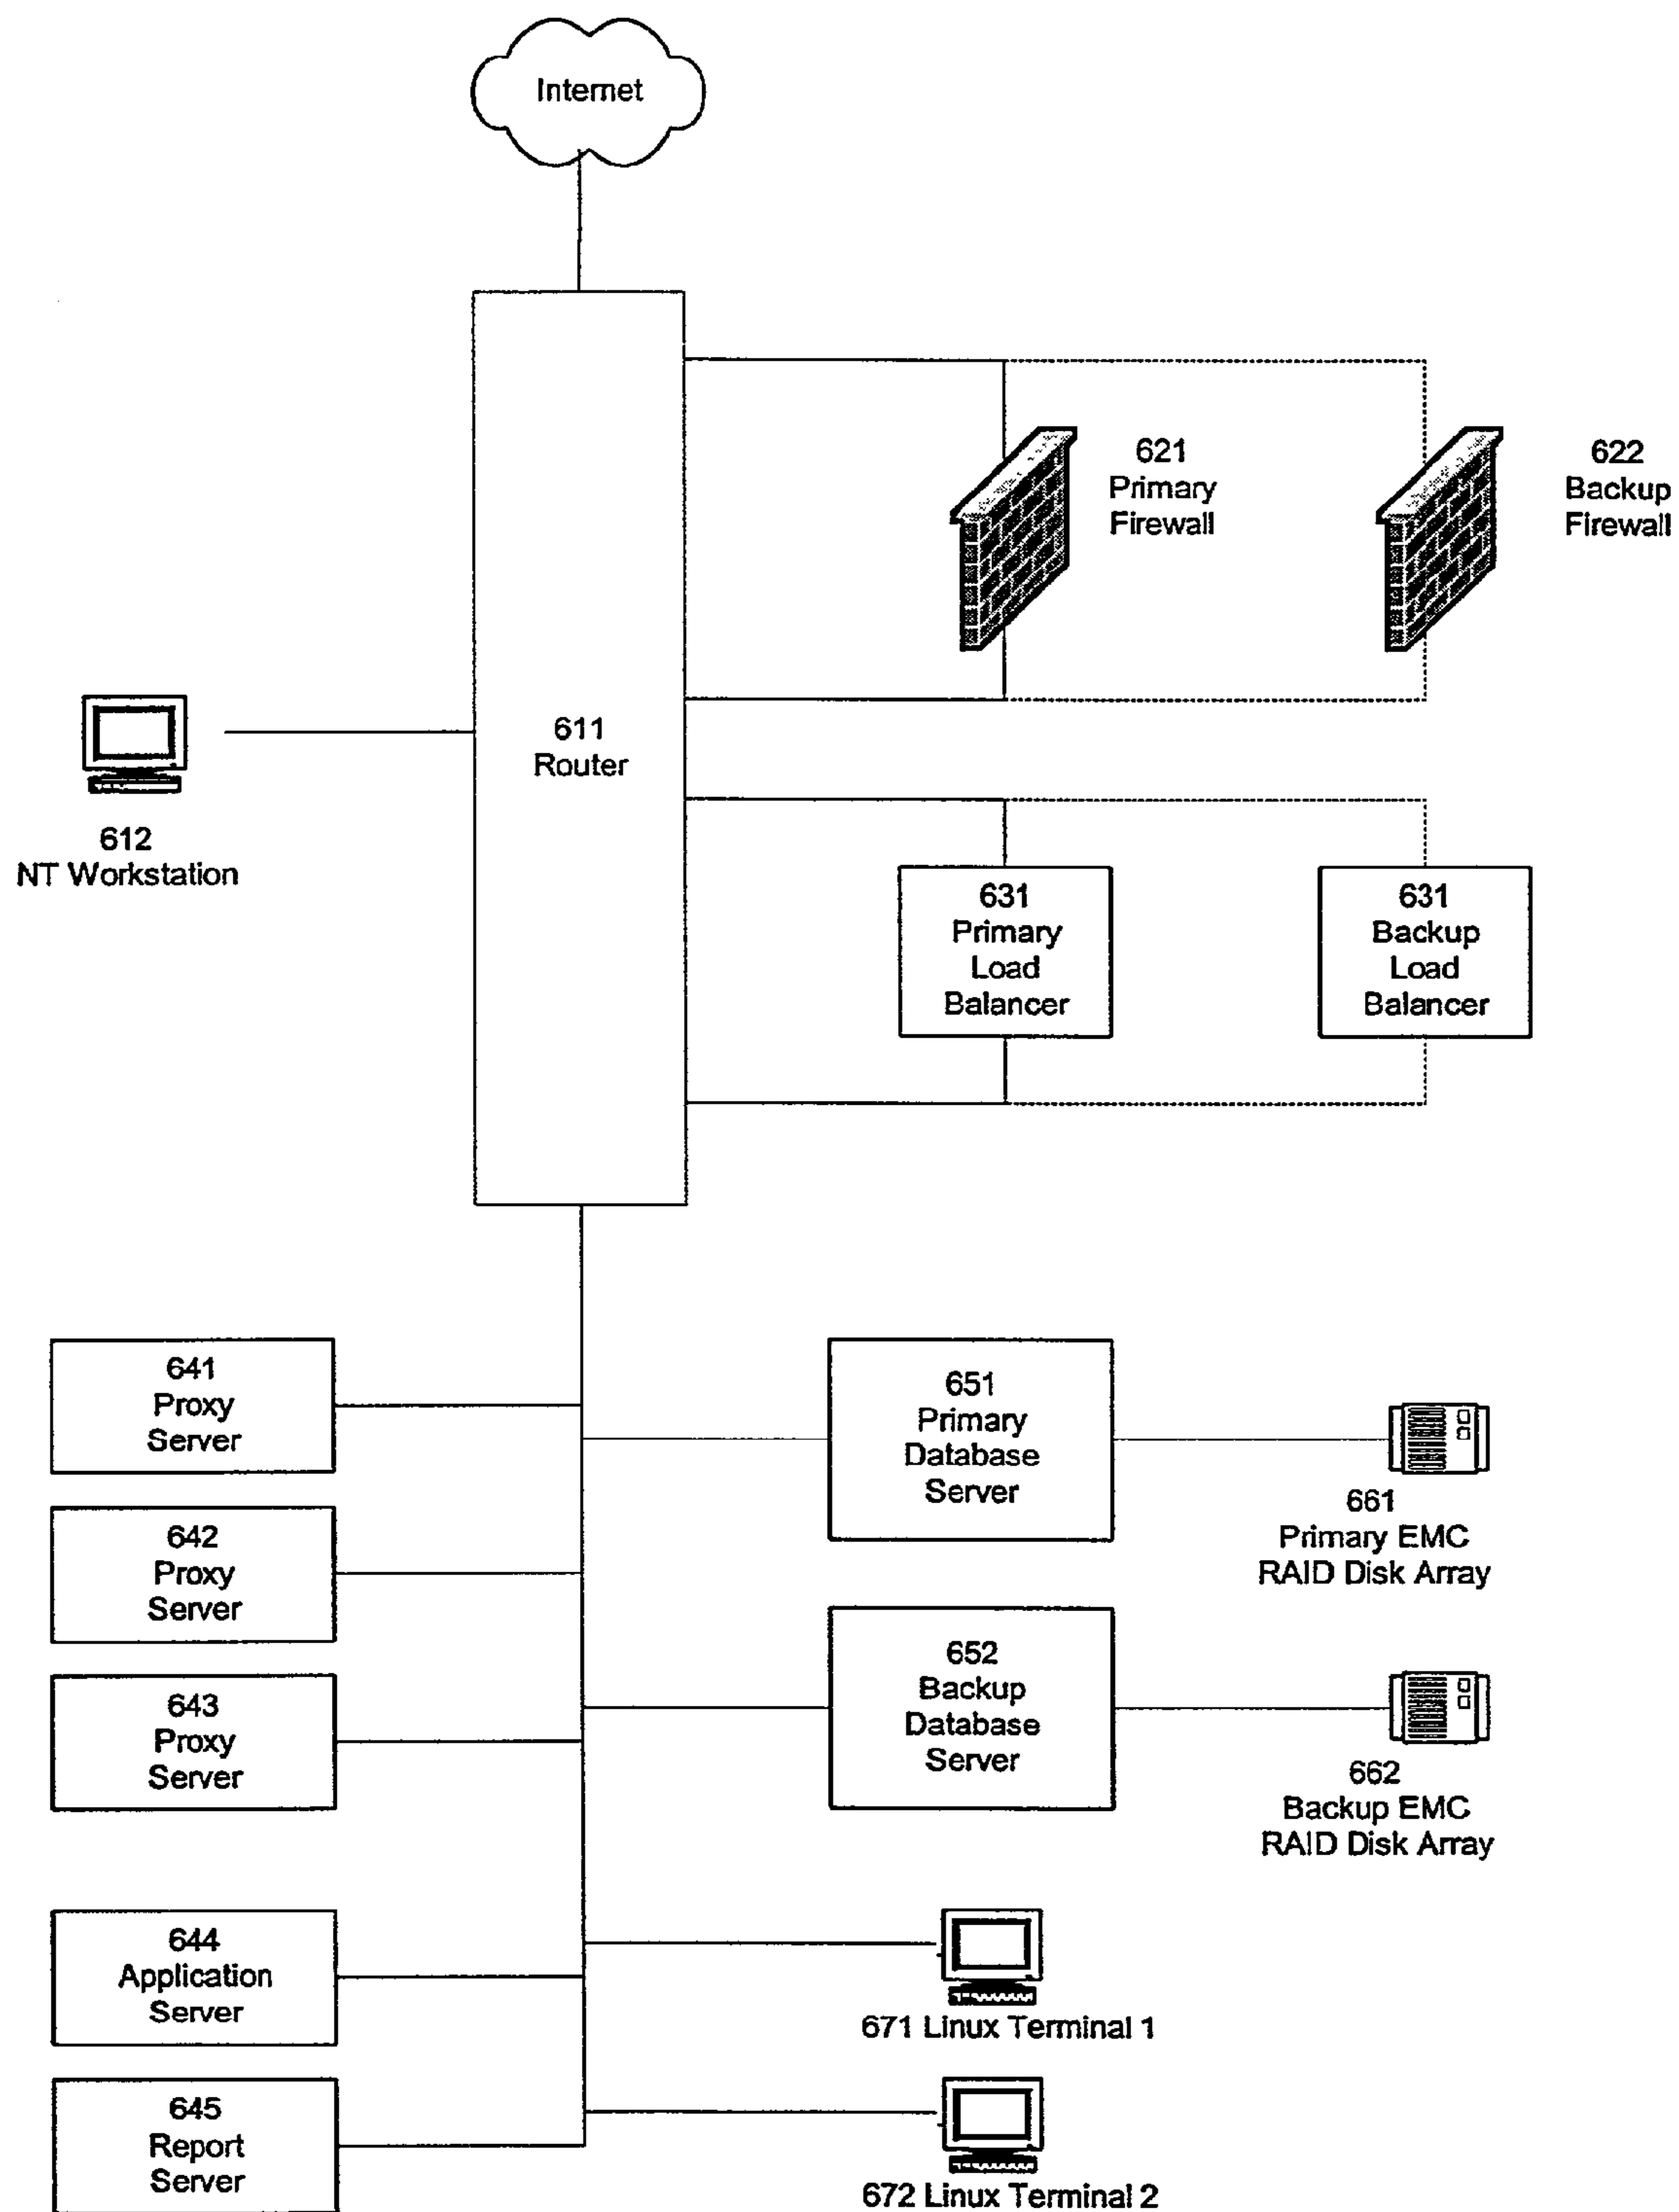 Internet
621
Primary
Firewall
622
Backup
Firewall
611
Router
612
NT Workstation
631
Primary
Load
Balancer
631
Backup
Load
Balancer
641
Proxy
Server
651
Primary
Database
Server
661
Primary EMC
RAID Disk Array
642
Proxy
Server
652
Backup
Database
Server
643
Proxy
Server
662
Backup EMC
RAID Disk Array
644
Application
Server
671 Linux Terminal 1
645
Report
Server
672 Linux Terminal 2